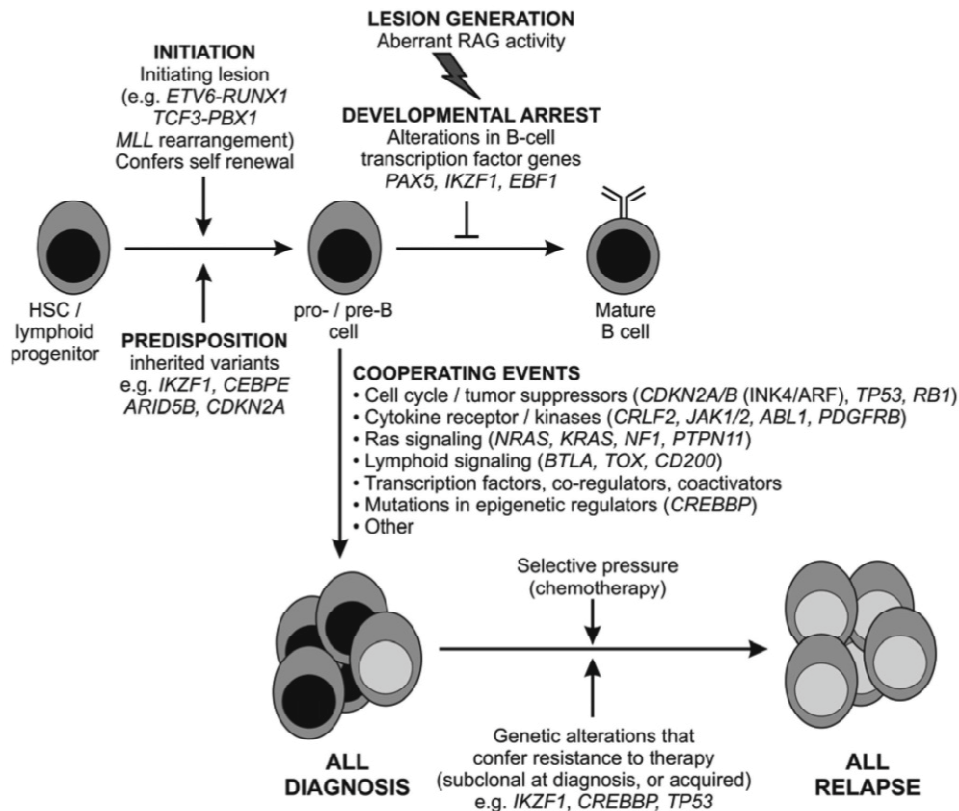 LESION GENERATION
Aberrant RAG activity
INITIATION
Initiating lesion
(e.g. ETV6-RUNX1
TCF3-PBX1
MLL rearrangement)
Confers self renewal
DEVELOPMENTAL ARREST
Alterations in B-cell
transcription factor genes
PAX5, IKZF1, EBF1
HSC /
lymphoid
progenitor
pro- / pre-B
cell
Mature
B cell
PREDISPOSITION
inherited variants
e.g. IKZF1, CEBPE
ARID5B, CDKN2A
COOPERATING EVENTS
• Cell cycle / tumor suppressors (CDKN2A/B (INK4/ARF), TP53, RB1)
• Cytokine receptor / kinases (CRLF2, JAK1/2, ABL1, PDGFRB)
• Ras signaling (NRAS, KRAS, NF1, PTPN11)
• Lymphoid signaling (BTLA, TOX, CD200)
• Transcription factors, co-regulators, coactivators
• Mutations in epigenetic regulators (CREBBP)
• Other
Selective pressure
(chemotherapy)
Genetic alterations that
confer resistance to therapy
(subclonal at diagnosis, or acquired)
e.g. IKZF1, CREBBP, TP53
ALL
DIAGNOSIS
ALL
RELAPSE